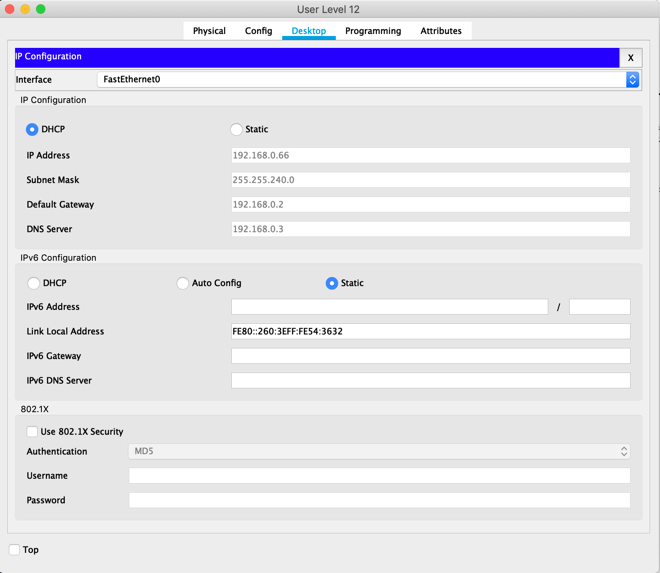 User Level 12
Physical Config Desktop Programming Attributes
IP Configuration X
Interface FastEthernet0
IP Configuration
DHCP Static
IP Address 192.168.0.66
Subnet Mask 255.255.240.0
Default Gateway 192.168.0.2
DNS Server 192.168.0.3
IPv6 Configuration
DHCP Auto Config Static
IPv6 Address /
Link Local Address FE80::260:3EFF:FE54:3632
IPv6 Gateway
IPv6 DNS Server
802.1X
Use 802.1X Security
Authentication MD5
Username
Password
Top